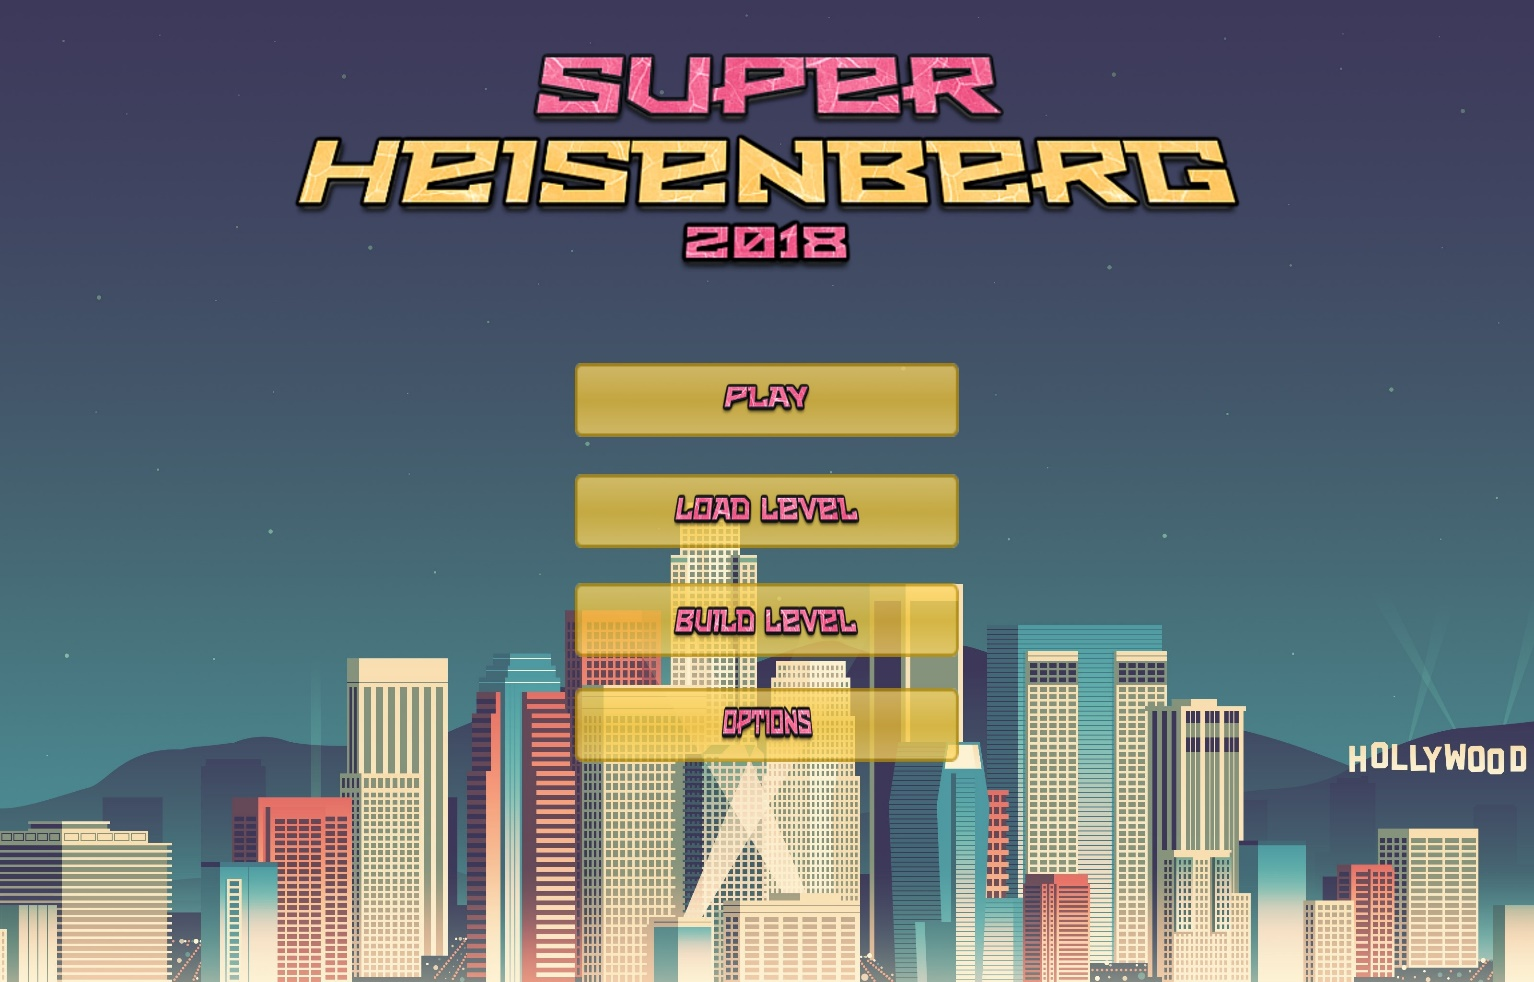 SUPER
HEISENBERG
2018
PLAY
LOAD LEVEL
BUILD LEVEL
OPTIONS
HOLLYWOOD